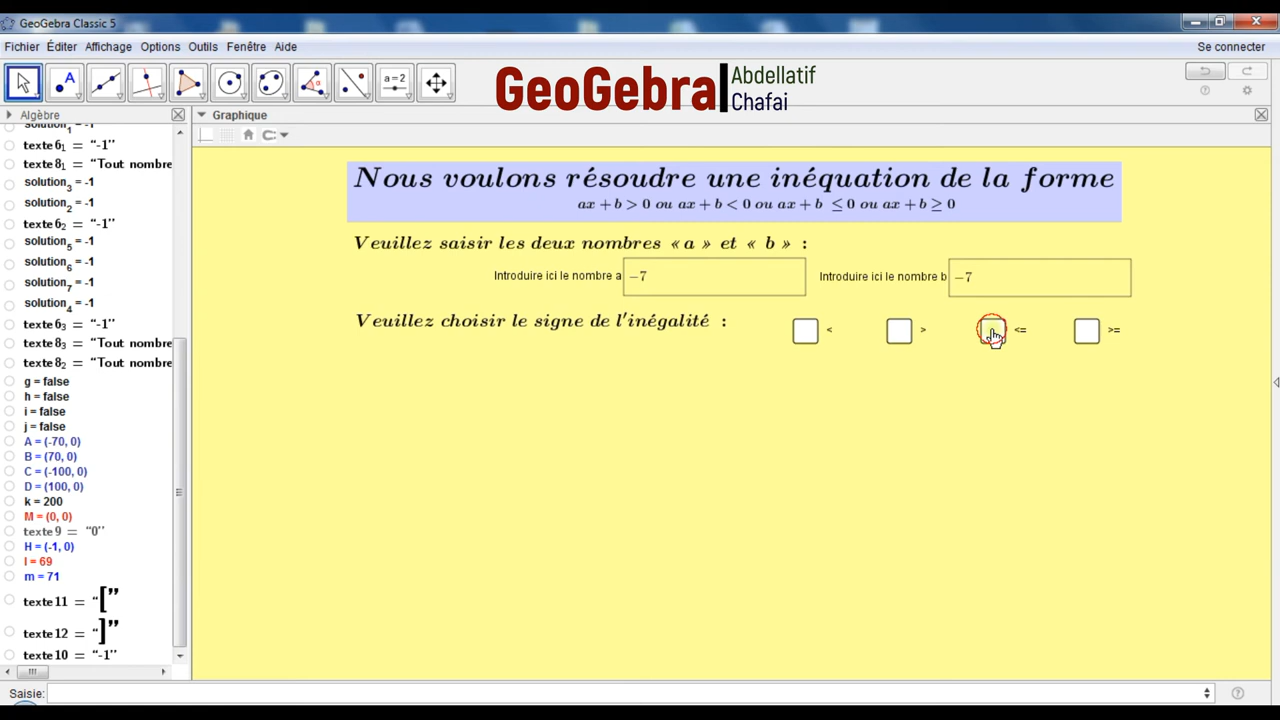 GeoGebra Classic 5
Fichier Éditer Affichage Options Outils Fenêtre Aide
Se connecter
A
a=2
GeoGebra
Abdellatif
Chafai
Algèbre
Graphique
solution₁ = -1
texte6₁ = “-1”
texte8₁ = “Tout nombre
solution₃ = -1
solution₂ = -1
texte6₂ = “-1”
solution₅ = -1
solution₆ = -1
solution₇ = -1
solution₄ = -1
texte6₃ = “-1”
texte8₃ = “Tout nombre
texte8₂ = “Tout nombre
g = false
h = false
i = false
j = false
A = (-70, 0)
B = (70, 0)
C = (-100, 0)
D = (100, 0)
k = 200
M = (0, 0)
texte9 = “0”
H = (-1, 0)
l = 69
m = 71
texte11 = “[”
texte12 = “]”
texte10 = “-1”
Nous voulons résoudre une inéquation de la forme
ax + b > 0 ou ax + b < 0 ou ax + b ≤ 0 ou ax + b ≥ 0
Veuillez saisir les deux nombres « a » et « b » :
Introduire ici le nombre a −7 Introduire ici le nombre b −7
Veuillez choisir le signe de l'inégalité :
< > <= >=
Saisie: